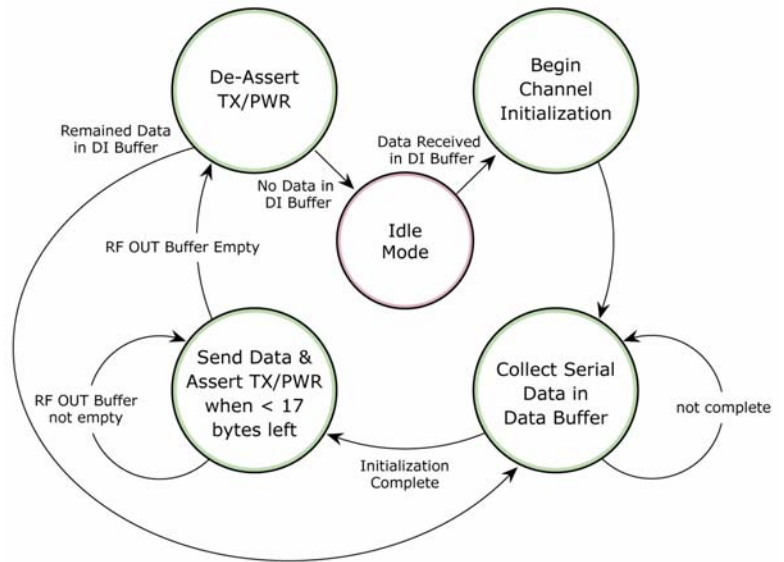 De-Assert
TX/PWR
Begin
Channel
Initialization
Remained Data
in DI Buffer
Data Received
in DI Buffer
No Data in
DI Buffer
Idle
Mode
RF OUT Buffer Empty
Send Data &
Assert TX/PWR
when < 17
bytes left
Collect Serial
Data in
Data Buffer
RF OUT Buffer
not empty
not complete
Initialization
Complete